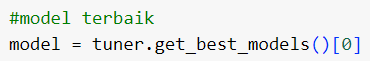 #model terbaik
model = tuner.get_best_models()[0]